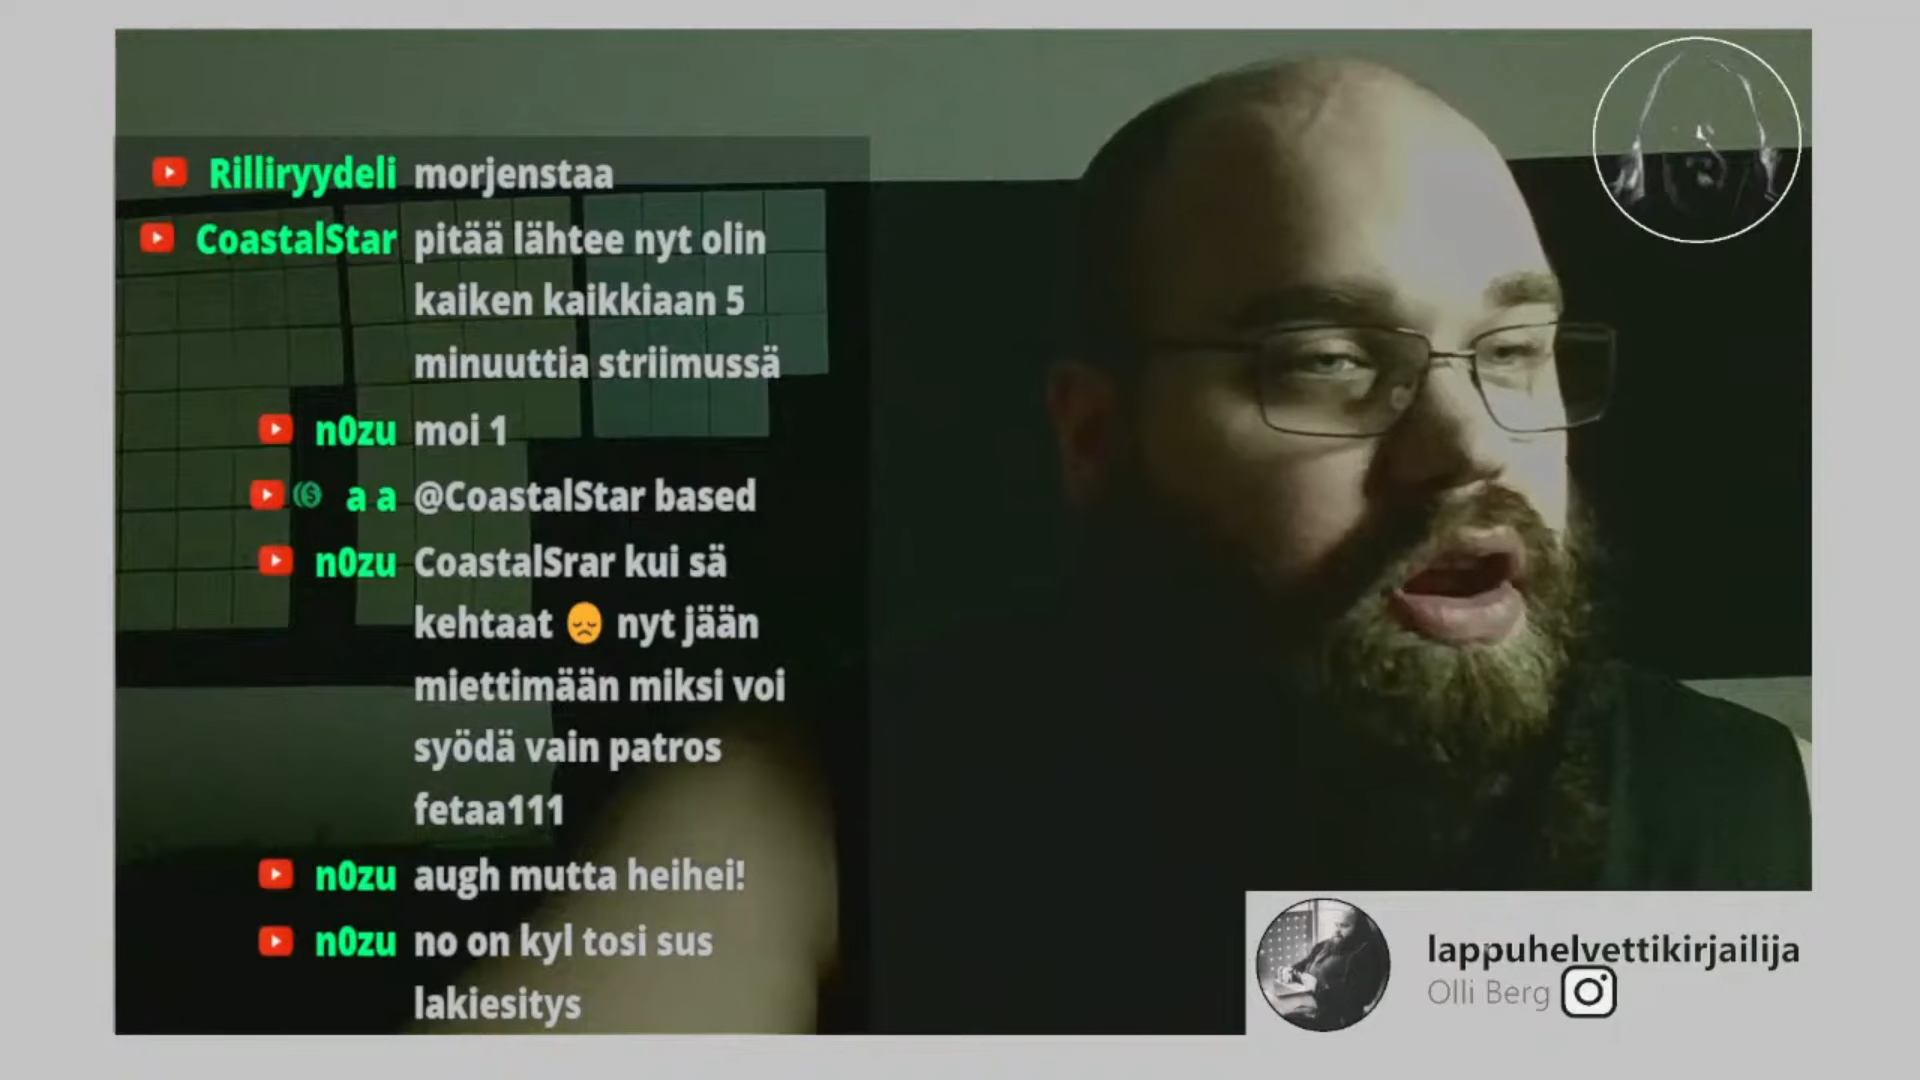 Rilliryydeli morjenstaa
CoastalStar pitää lähtee nyt olin
kaiken kaikkiaan 5
minuuttia striimussä
n0zu moi 1
a a @CoastalStar based
n0zu CoastalSrar kui sä
kehtaat 😞 nyt jään
miettimään miksi voi
syödä vain patros
fetaa111
n0zu augh mutta heihei!
n0zu no on kyl tosi sus
lakiesitys
lappuhelvettikirjailija
Olli Berg